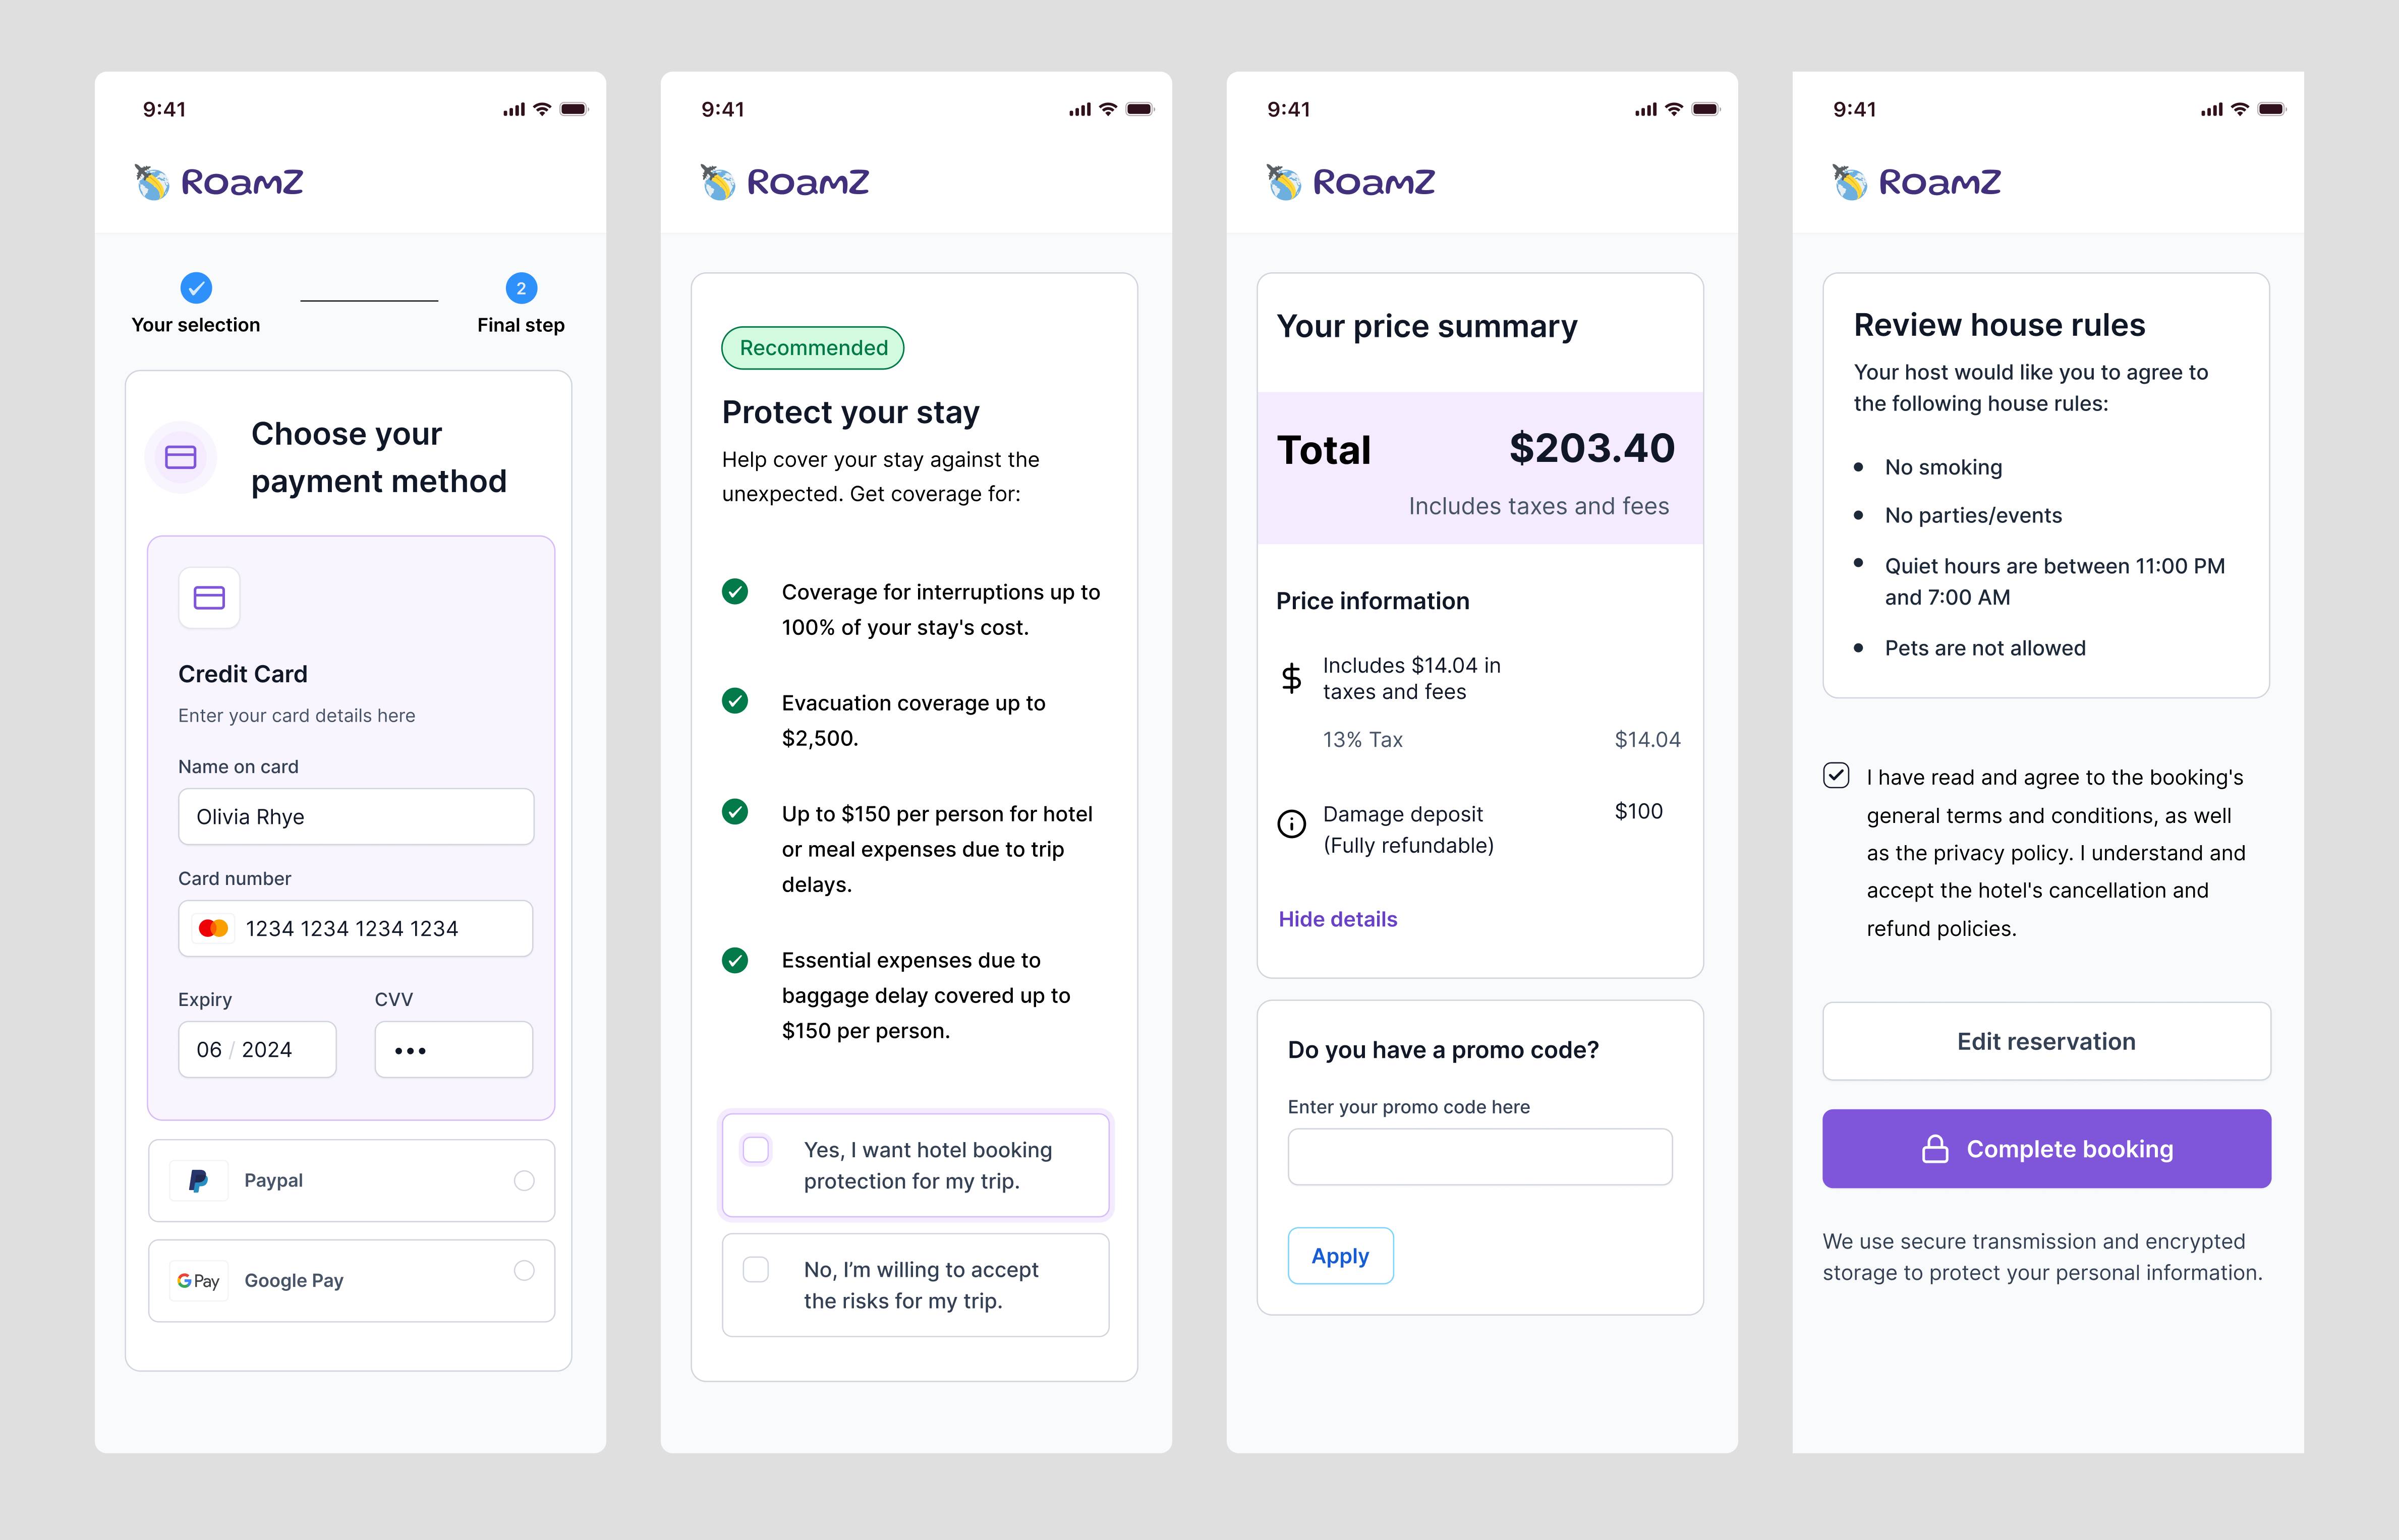 9:41
RoamZ
2
Your selection
Final step
Choose your
payment method
Credit Card
Enter your card details here
Name on card
Olivia Rhye
Card number
1234 1234 1234 1234
Expiry
CVV
06 / 2024
•••
Paypal
G Pay
Google Pay
9:41
RoamZ
Recommended
Protect your stay
Help cover your stay against the
unexpected. Get coverage for:
Coverage for interruptions up to
100% of your stay's cost.
Evacuation coverage up to
$2,500.
Up to $150 per person for hotel
or meal expenses due to trip
delays.
Essential expenses due to
baggage delay covered up to
$150 per person.
Yes, I want hotel booking
protection for my trip.
No, I’m willing to accept
the risks for my trip.
9:41
RoamZ
Your price summary
Total $203.40
Includes taxes and fees
Price information
$ Includes $14.04 in
taxes and fees
13% Tax $14.04
Damage deposit $100
(Fully refundable)
Hide details
Do you have a promo code?
Enter your promo code here
Apply
9:41
RoamZ
Review house rules
Your host would like you to agree to
the following house rules:
• No smoking
• No parties/events
• Quiet hours are between 11:00 PM
and 7:00 AM
• Pets are not allowed
I have read and agree to the booking's
general terms and conditions, as well
as the privacy policy. I understand and
accept the hotel's cancellation and
refund policies.
Edit reservation
Complete booking
We use secure transmission and encrypted
storage to protect your personal information.